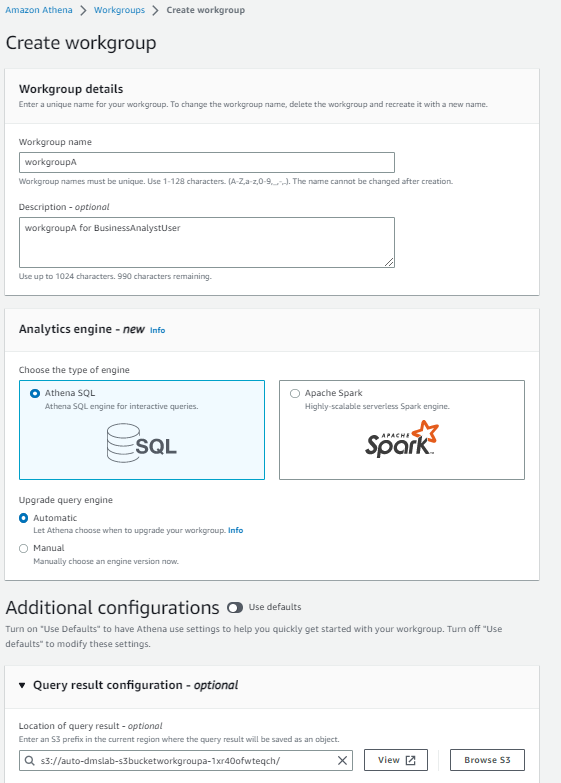 Amazon Athena > Workgroups > Create workgroup
Create workgroup
Workgroup details
Enter a unique name for your workgroup. To change the workgroup name, delete the workgroup and recreate it with a new name.
Workgroup name
workgroupA
Workgroup names must be unique. Use 1-128 characters. (A-Z,a-z,0-9,_,-,.). The name cannot be changed after creation.
Description - optional
workgroupA for BusinessAnalystUser
Use up to 1024 characters. 990 characters remaining.
Analytics engine - new Info
Choose the type of engine
Athena SQL
Athena SQL engine for interactive queries.
SQL
Apache Spark
Highly-scalable serverless Spark engine.
APACHE
Spark™
Upgrade query engine
Automatic
Let Athena choose when to upgrade your workgroup. Info
Manual
Manually choose an engine version now.
Additional configurations Use defaults
Turn on "Use Defaults" to have Athena use settings to help you quickly get started with your workgroup. Turn off "Use
defaults" to modify these settings.
Query result configuration - optional
Location of query result - optional
Enter an S3 prefix in the current region where the query result will be saved as an object.
s3://auto-dmslab-s3bucketworkgroupa-1xr40ofwteqch/ View Browse S3